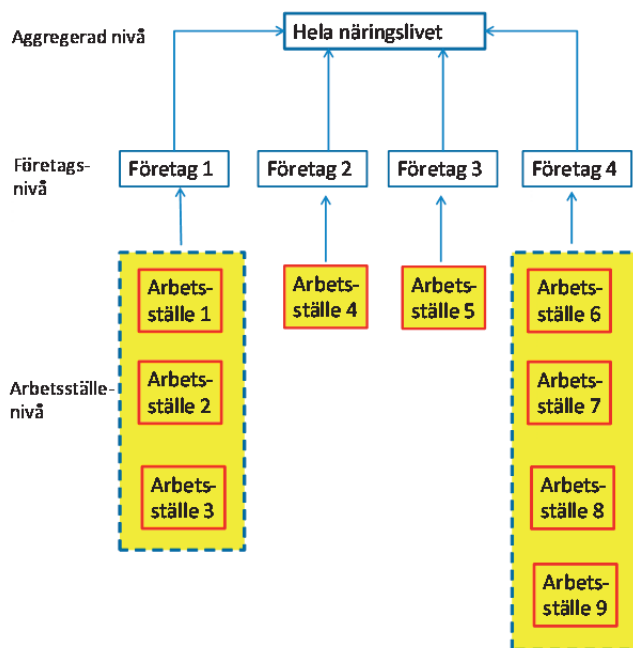 Aggregerad nivå
Hela näringslivet
Företags-
nivå
Företag 1
Företag 2
Företag 3
Företag 4
Arbetsställe-
nivå
Arbets-
ställe 1
Arbets-
ställe 2
Arbets-
ställe 3
Arbets-
ställe 4
Arbets-
ställe 5
Arbets-
ställe 6
Arbets-
ställe 7
Arbets-
ställe 8
Arbets-
ställe 9